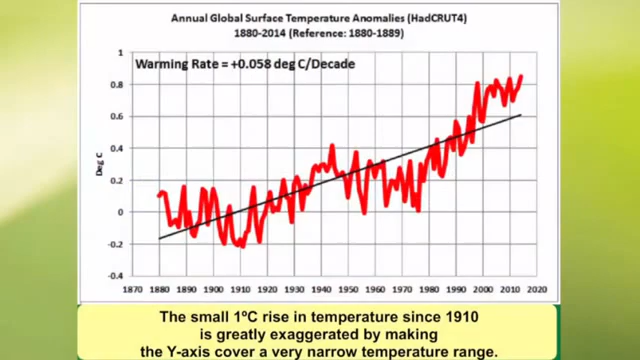 Annual Global Surface Temperature Anomalies (HadCRUT4)
1880-2014 (Reference: 1880-1889)
Warming Rate = +0.058 deg C/Decade
1
0.8
0.6
0.4
0.2
0
-0.2
-0.4
Deg C
1870 1880 1890 1900 1910 1920 1930 1940 1950 1960 1970 1980 1990 2000 2010 2020
The small 1ºC rise in temperature since 1910
is greatly exaggerated by making
the Y-axis cover a very narrow temperature range.